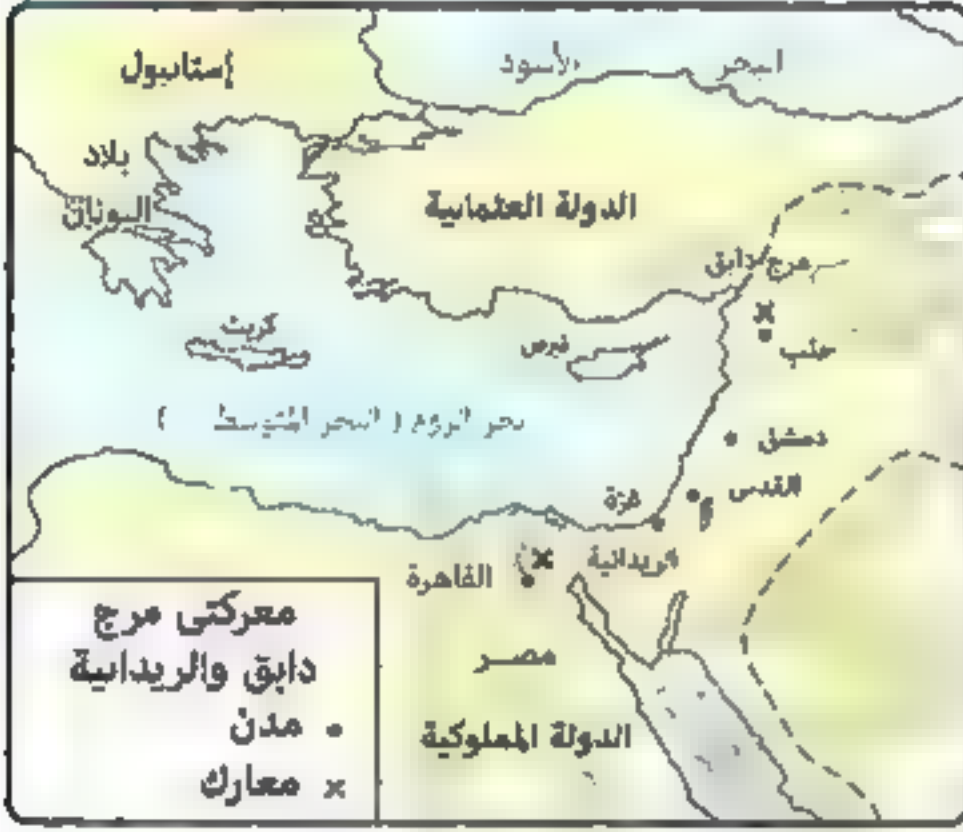 البحر الأسود
إستانبول
بلاد
اليونان
الدولة العثمانية
مرج دابق
حلب
كريت
قبرص
بحر الروم ( البحر المتوسط )
دمشق
القدس
غزة
الريدانية
القاهرة
مصر
الدولة المملوكية
معركتى مرج
دابق والريدانية
• مدن
× معارك